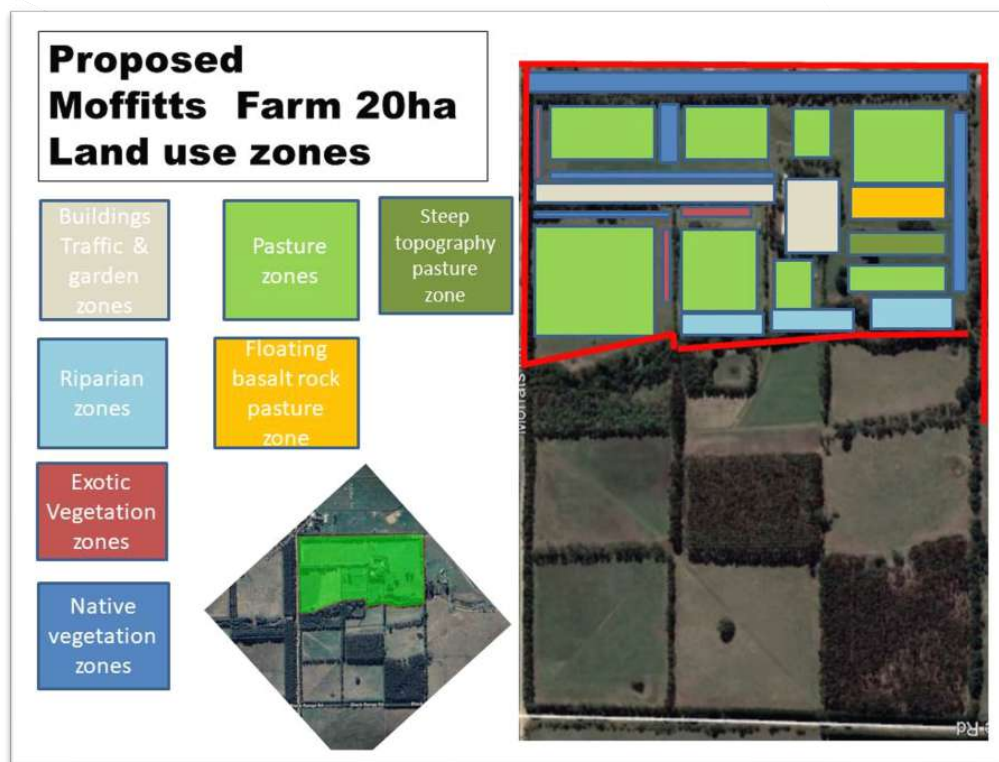 Proposed
Moffitts Farm 20ha
Land use zones
Buildings
Traffic &
garden
zones
Pasture
zones
Steep
topography
pasture
zone
Riparian
zones
Floating
basalt rock
pasture
zone
Exotic
Vegetation
zones
Native
vegetation
zones
Rd